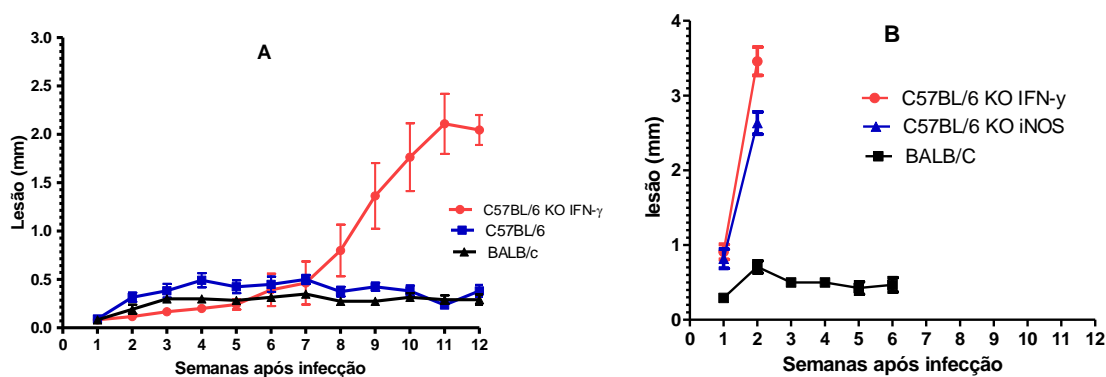 A
3.0
2.5
2.0
1.5
1.0
0.5
0.0
Lesão (mm)
0 1 2 3 4 5 6 7 8 9 10 11 12
Semanas após infecção
C57BL/6 KO IFN-γ
C57BL/6
BALB/c
B
4
3
2
1
0
lesão (mm)
0 1 2 3 4 5 6 7 8 9 10 11 12
Semanas após infecção
C57BL/6 KO IFN-y
C57BL/6 KO iNOS
BALB/C